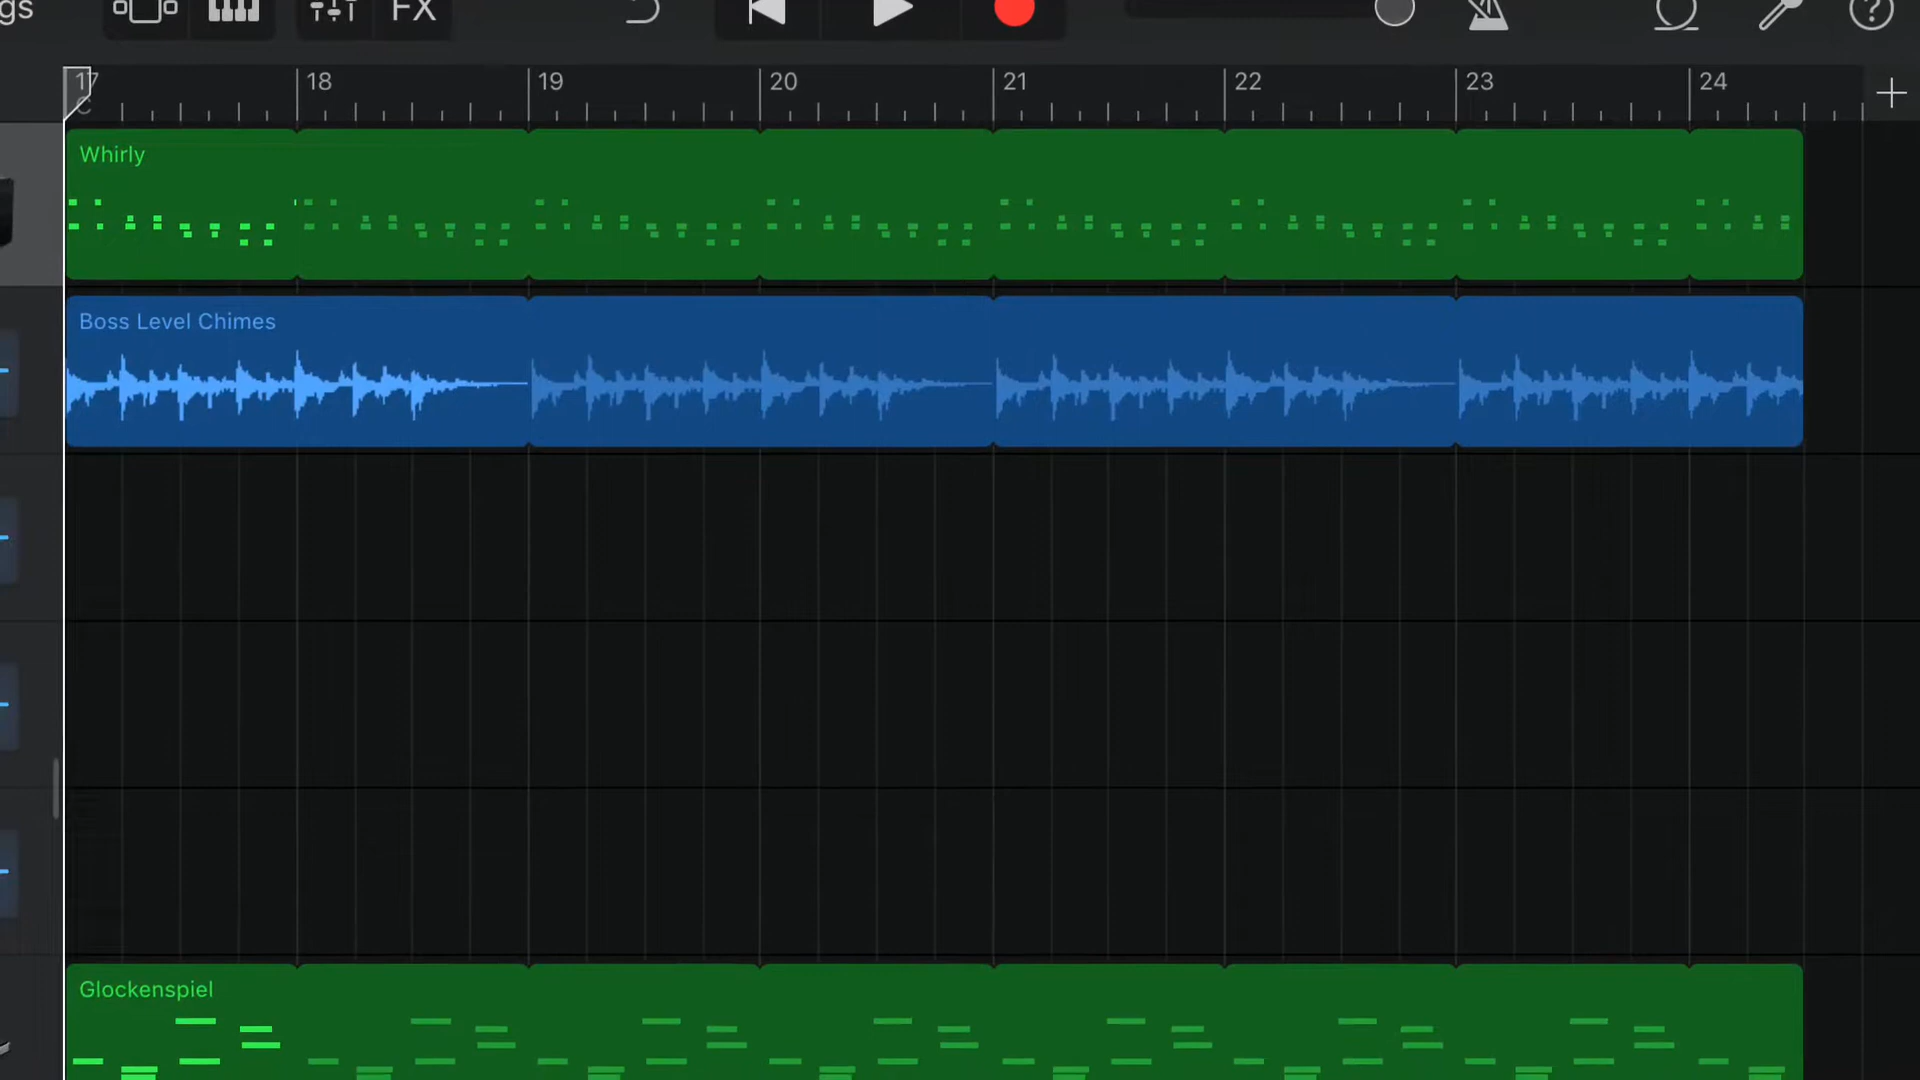 gs FX
17 18 19 20 21 22 23 24
C
Whirly
Boss Level Chimes
Glockenspiel